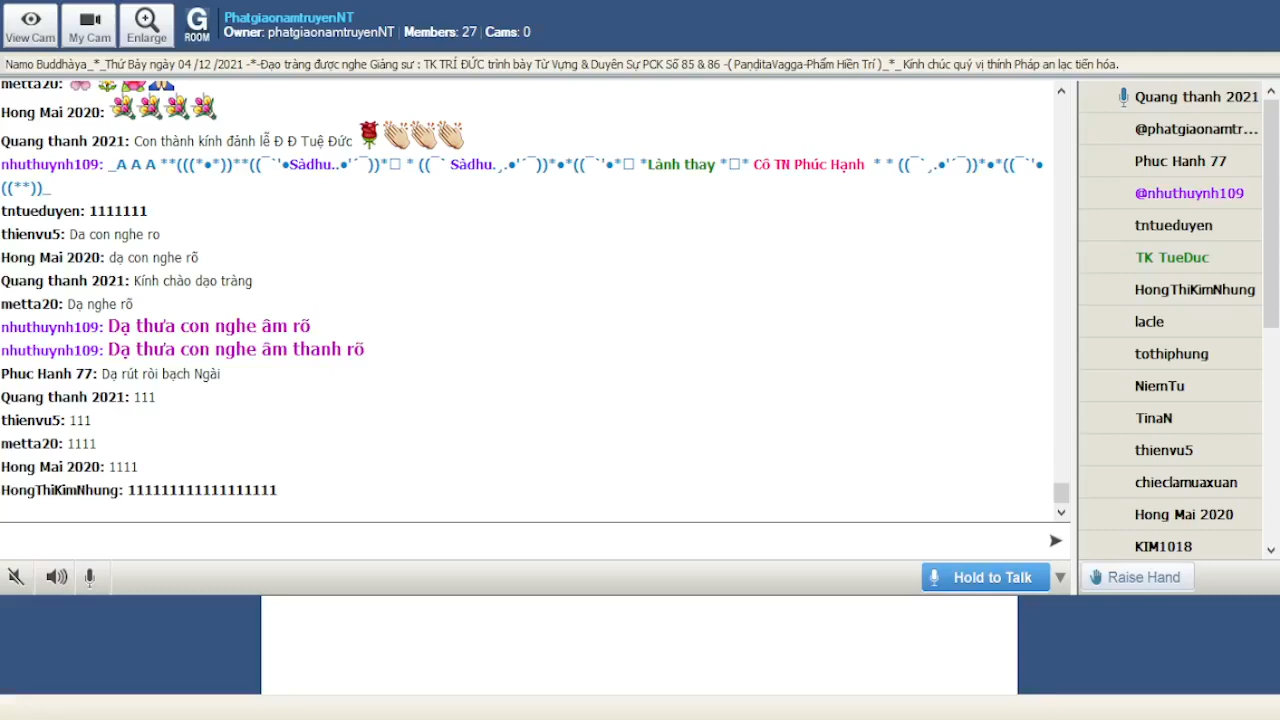 View Cam
My Cam
Enlarge
G ROOM
PhatgiaonamtruyenNT
Owner: phatgiaonamtruyenNT | Members: 27 | Cams: 0
Namo Buddhàya_*_Thứ Bảy ngày 04 /12 /2021 -*-Đạo tràng được nghe Giảng sư : TK TRÍ ĐỨC trình bày Từ Vựng & Duyên Sự PCK Số 85 & 86 -( PaṇḍitaVagga-Phẩm Hiền Trí )_*_ Kính chúc quý vị thính Pháp an lạc tiến hóa.
metta20:
Hong Mai 2020:
Quang thanh 2021: Con thành kính đảnh lễ Đ Đ Tuệ Đức
nhuthuynh109: _A A A **(((*●*))**((¯`'●Sàdhu..●'´¯))*□ * ((¯` Sàdhu.¸.●'´¯))*●*((¯`'●*□ *Lành thay *□* Cô TN Phúc Hạnh * * ((¯`¸.●'´¯))*●*((¯`'●
((**))_
tntueduyen: 1111111
thienvu5: Da con nghe ro
Hong Mai 2020: dạ con nghe rõ
Quang thanh 2021: Kính chào đạo tràng
metta20: Dạ nghe rõ
nhuthuynh109: Dạ thưa con nghe âm rõ
nhuthuynh109: Dạ thưa con nghe âm thanh rõ
Phuc Hanh 77: Dạ rút ròi bạch Ngài
Quang thanh 2021: 111
thienvu5: 111
metta20: 1111
Hong Mai 2020: 1111
HongThiKimNhung: 111111111111111111
Hold to Talk
Quang thanh 2021
@phatgiaonamtr...
Phuc Hanh 77
@nhuthuynh109
tntueduyen
TK TueDuc
HongThiKimNhung
lacle
tothiphung
NiemTu
TinaN
thienvu5
chieclamuaxuan
Hong Mai 2020
KIM1018
Raise Hand